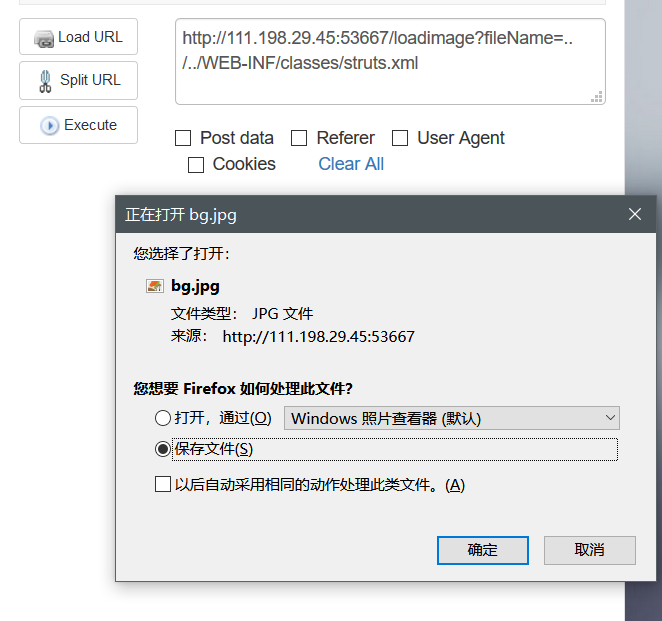 Load URL
Split URL
Execute
http://111.198.29.45:53667/loadimage?fileName=..
/../WEB-INF/classes/struts.xml
Post data Referer User Agent
Cookies Clear All
正在打开 bg.jpg
您选择了打开:
bg.jpg
文件类型: JPG 文件
来源: http://111.198.29.45:53667
您想要 Firefox 如何处理此文件?
打开，通过(O) Windows 照片查看器 (默认)
保存文件(S)
以后自动采用相同的动作处理此类文件。(A)
确定 取消